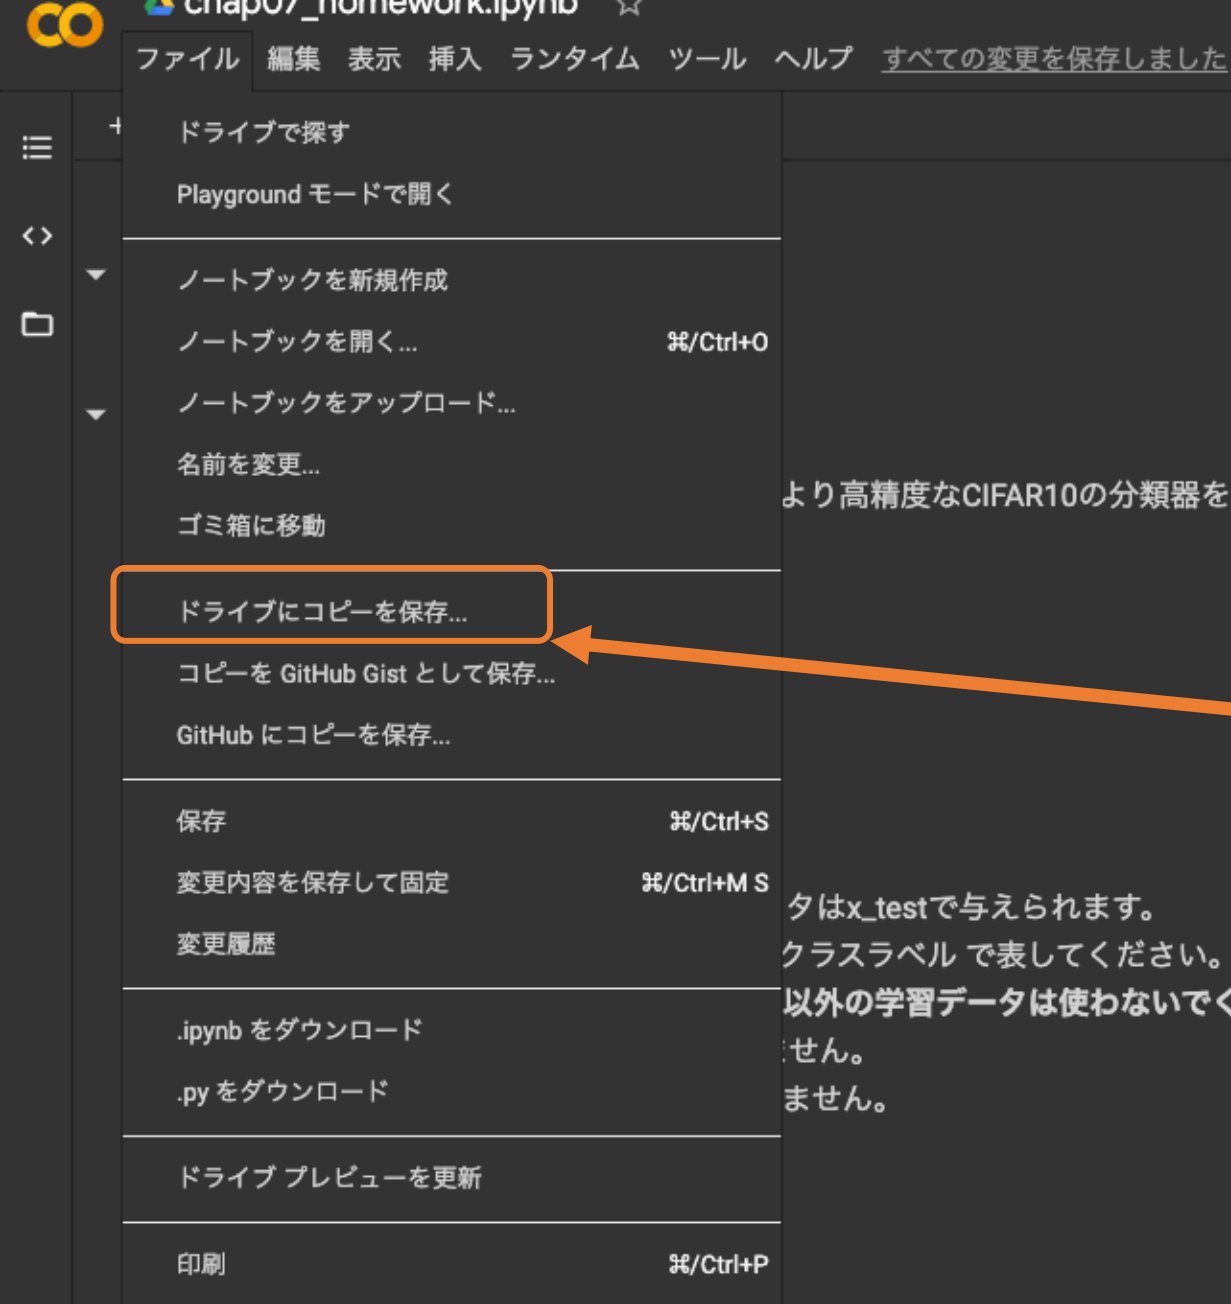 chap07_homework.ipynb
ファイル 編集 表示 挿入 ランタイム ツール ヘルプ すべての変更を保存しました
+
ドライブで探す
Playground モードで開く
ノートブックを新規作成
ノートブックを開く... ⌘/Ctrl+O
ノートブックをアップロード...
名前を変更...
より高精度なCIFAR10の分類器を
ゴミ箱に移動
ドライブにコピーを保存...
コピーを GitHub Gist として保存...
GitHub にコピーを保存...
保存 ⌘/Ctrl+S
変更内容を保存して固定 ⌘/Ctrl+M S
タはx_testで与えられます。
変更履歴
クラスラベル で表してください。
以外の学習データは使わないでく
.ipynb をダウンロード
せん。
.py をダウンロード
ません。
ドライブ プレビューを更新
印刷 ⌘/Ctrl+P